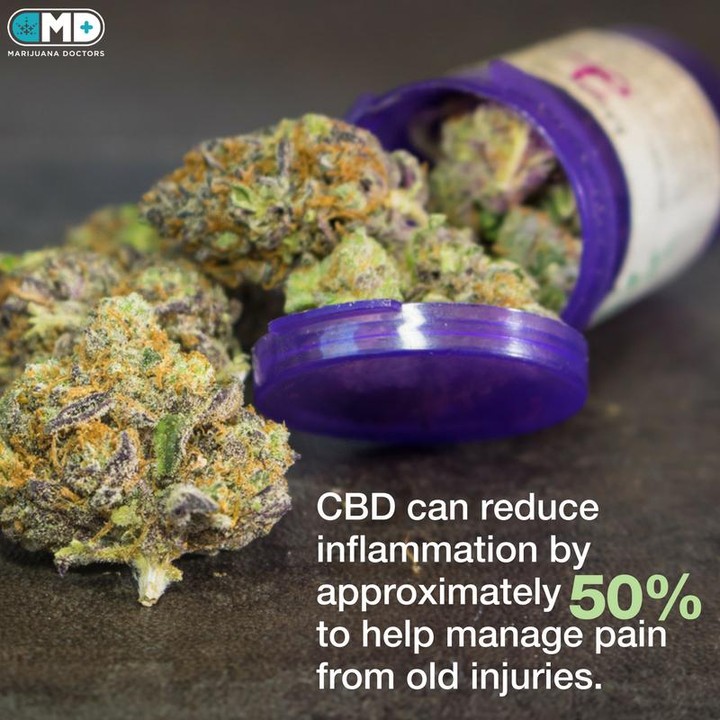 MD
MARIJUANA DOCTORS
CBD can reduce
inflammation by
approximately 50%
to help manage pain
from old injuries.